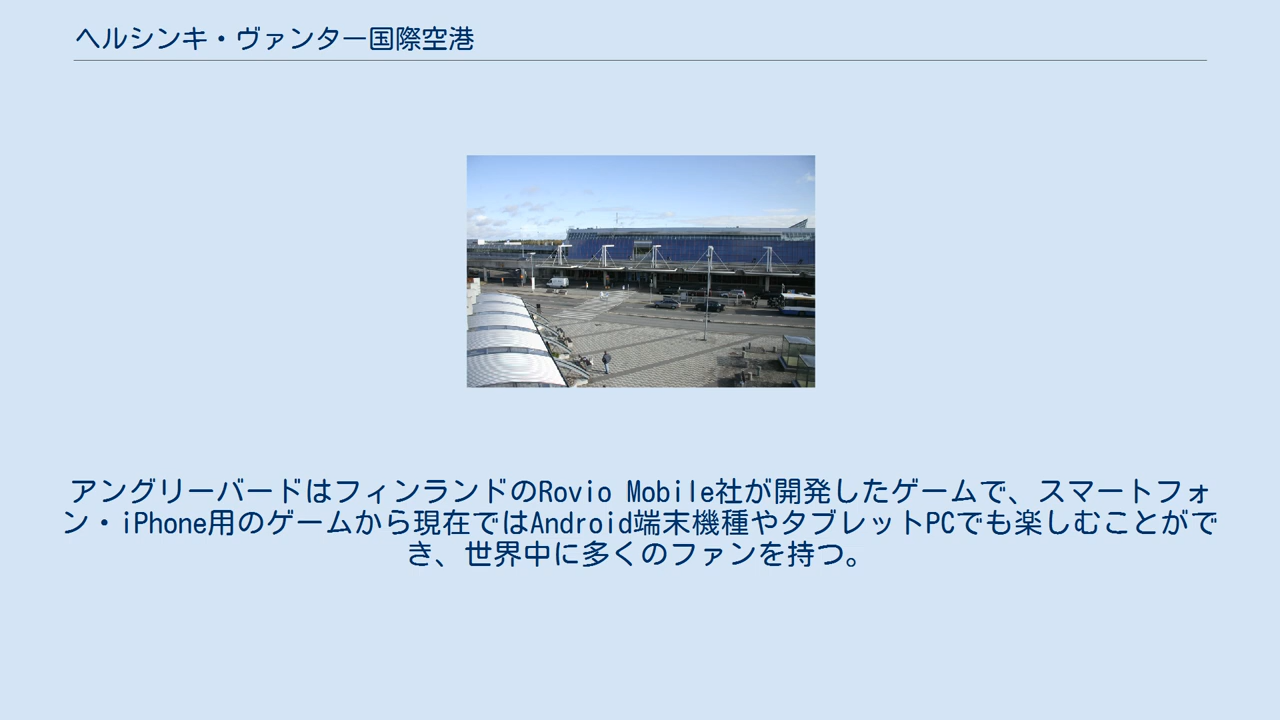 ヘルシンキ・ヴァンター国際空港
アングリーバードはフィンランドのRovio Mobile社が開発したゲームで、スマートフォ
ン・iPhone用のゲームから現在ではAndroid端末機種やタブレットPCでも楽しむことがで
き、世界中に多くのファンを持つ。